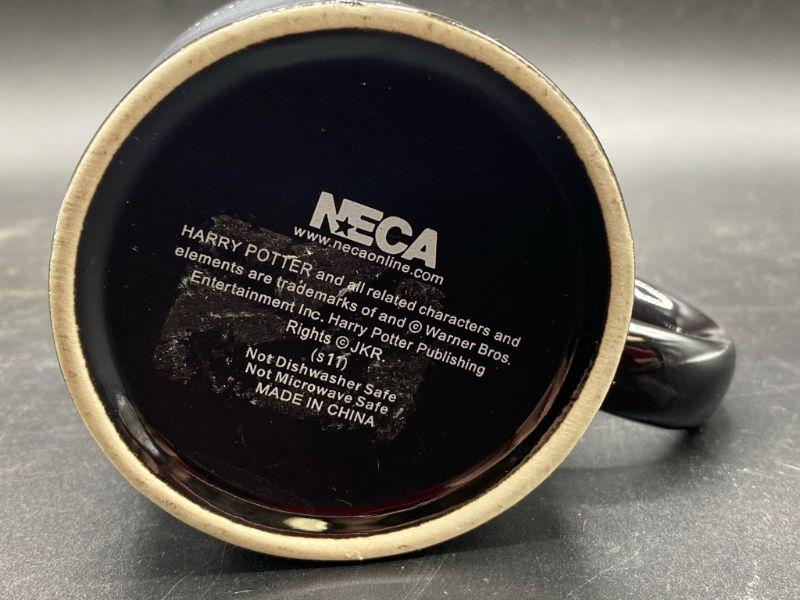 NECA
www.necaonline.com
HARRY POTTER and all related characters and
elements are trademarks of and © Warner Bros.
Entertainment Inc. Harry Potter Publishing
Rights © JKR
(s11)
Not Dishwasher Safe
Not Microwave Safe
MADE IN CHINA